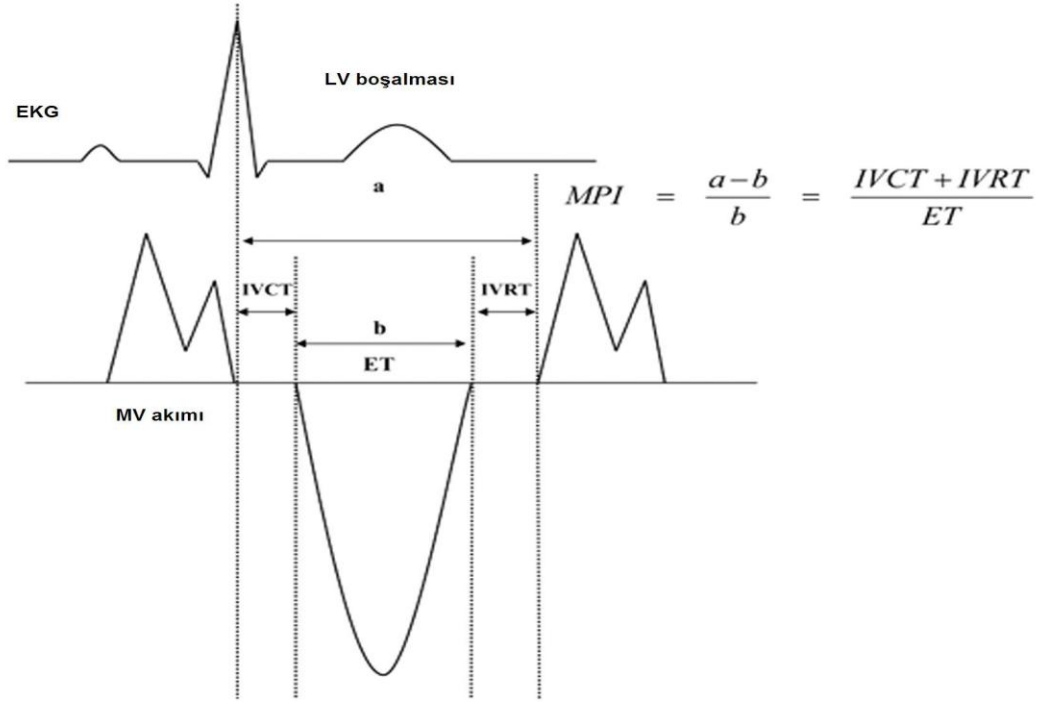 LV boşalması
EKG
a
MPI = a-b / b = IVCT + IVRT / ET
IVCT
IVRT
b
ET
MV akımı